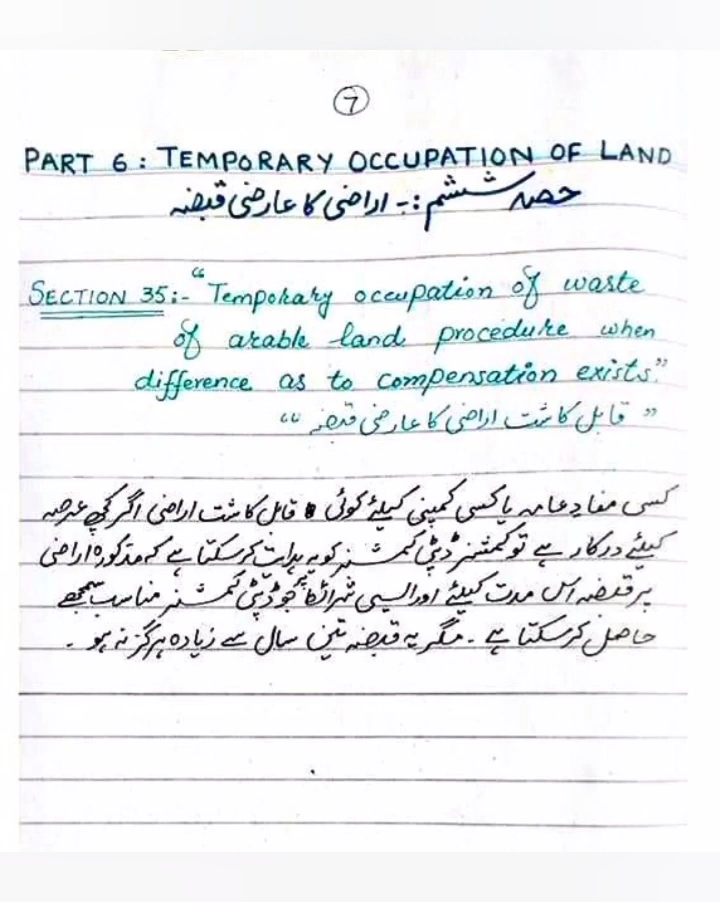 7
PART 6 : TEMPORARY OCCUPATION OF LAND
حصہ ششم :- اراضی کا عارضی قبضہ
SECTION 35:- "Temporary occupation of waste
of arable land procedure when
difference as to compensation exists."
" قابل کاشت اراضی کا عارضی قبضہ "
کسی مفادِ عامہ یا کسی کمپنی کیلئے کوئی قابل کاشت اراضی اگر کچھ عرصہ
کیلئے درکار ہے تو کمشنر ڈپٹی کمشنر کو یہ ہدایت کرسکتا ہے کہ مذکورہ اراضی
پر قبضہ اس مدت کیلئے اور ایسی شرائط پر جو ڈپٹی کمشنر مناسب سمجھے
حاصل کرسکتا ہے ۔ مگر یہ قبضہ تین سال سے زیادہ ہرگز نہ ہو ۔